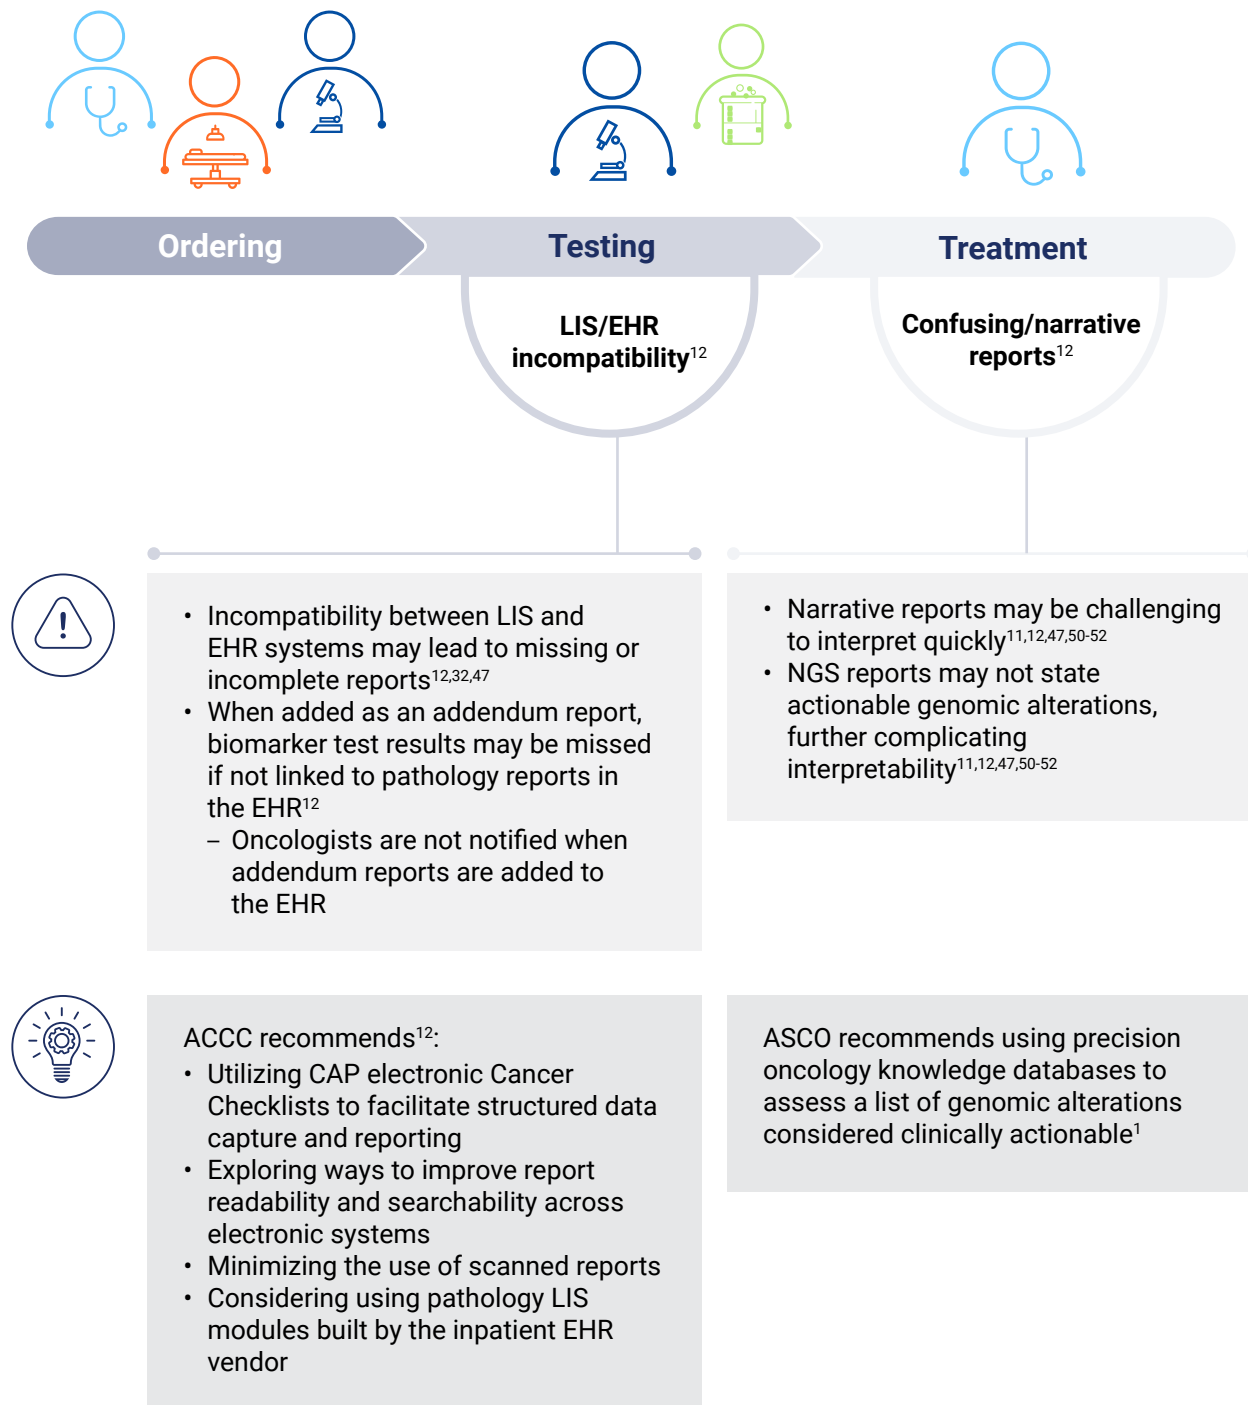 Ordering
Testing
Treatment
LIS/EHR
incompatibility12
Confusing/narrative
reports12
• Incompatibility between LIS and
EHR systems may lead to missing or
incomplete reports12,32,47
• When added as an addendum report,
biomarker test results may be missed
if not linked to pathology reports in
the EHR12
– Oncologists are not notified when
addendum reports are added to
the EHR
• Narrative reports may be challenging
to interpret quickly11,12,47,50-52
• NGS reports may not state
actionable genomic alterations,
further complicating
interpretability11,12,47,50-52
ACCC recommends12:
• Utilizing CAP electronic Cancer
Checklists to facilitate structured data
capture and reporting
• Exploring ways to improve report
readability and searchability across
electronic systems
• Minimizing the use of scanned reports
• Considering using pathology LIS
modules built by the inpatient EHR
vendor
ASCO recommends using precision
oncology knowledge databases to
assess a list of genomic alterations
considered clinically actionable1